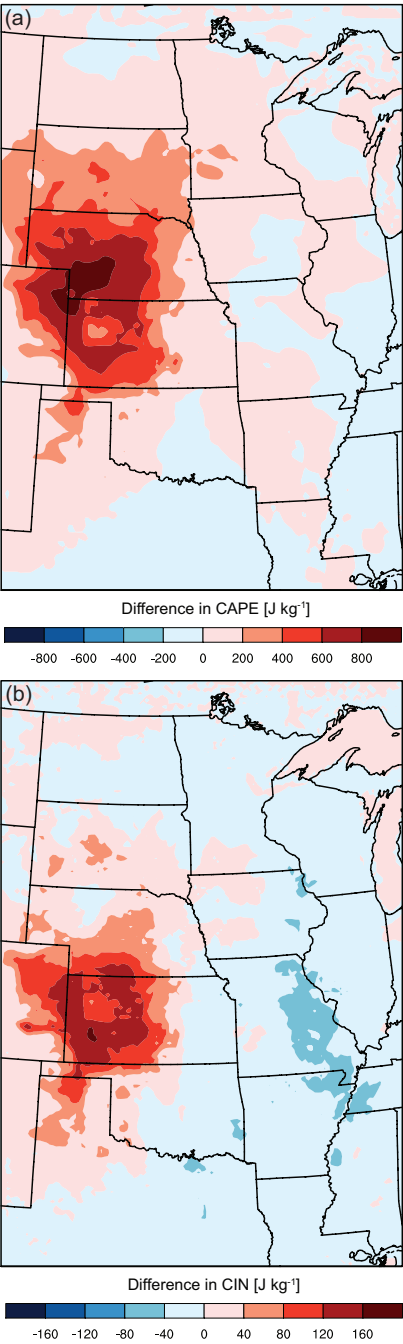 (a)
Difference in CAPE [J kg⁻¹]
-800 -600 -400 -200 0 200 400 600 800
(b)
Difference in CIN [J kg⁻¹]
-160 -120 -80 -40 0 40 80 120 160